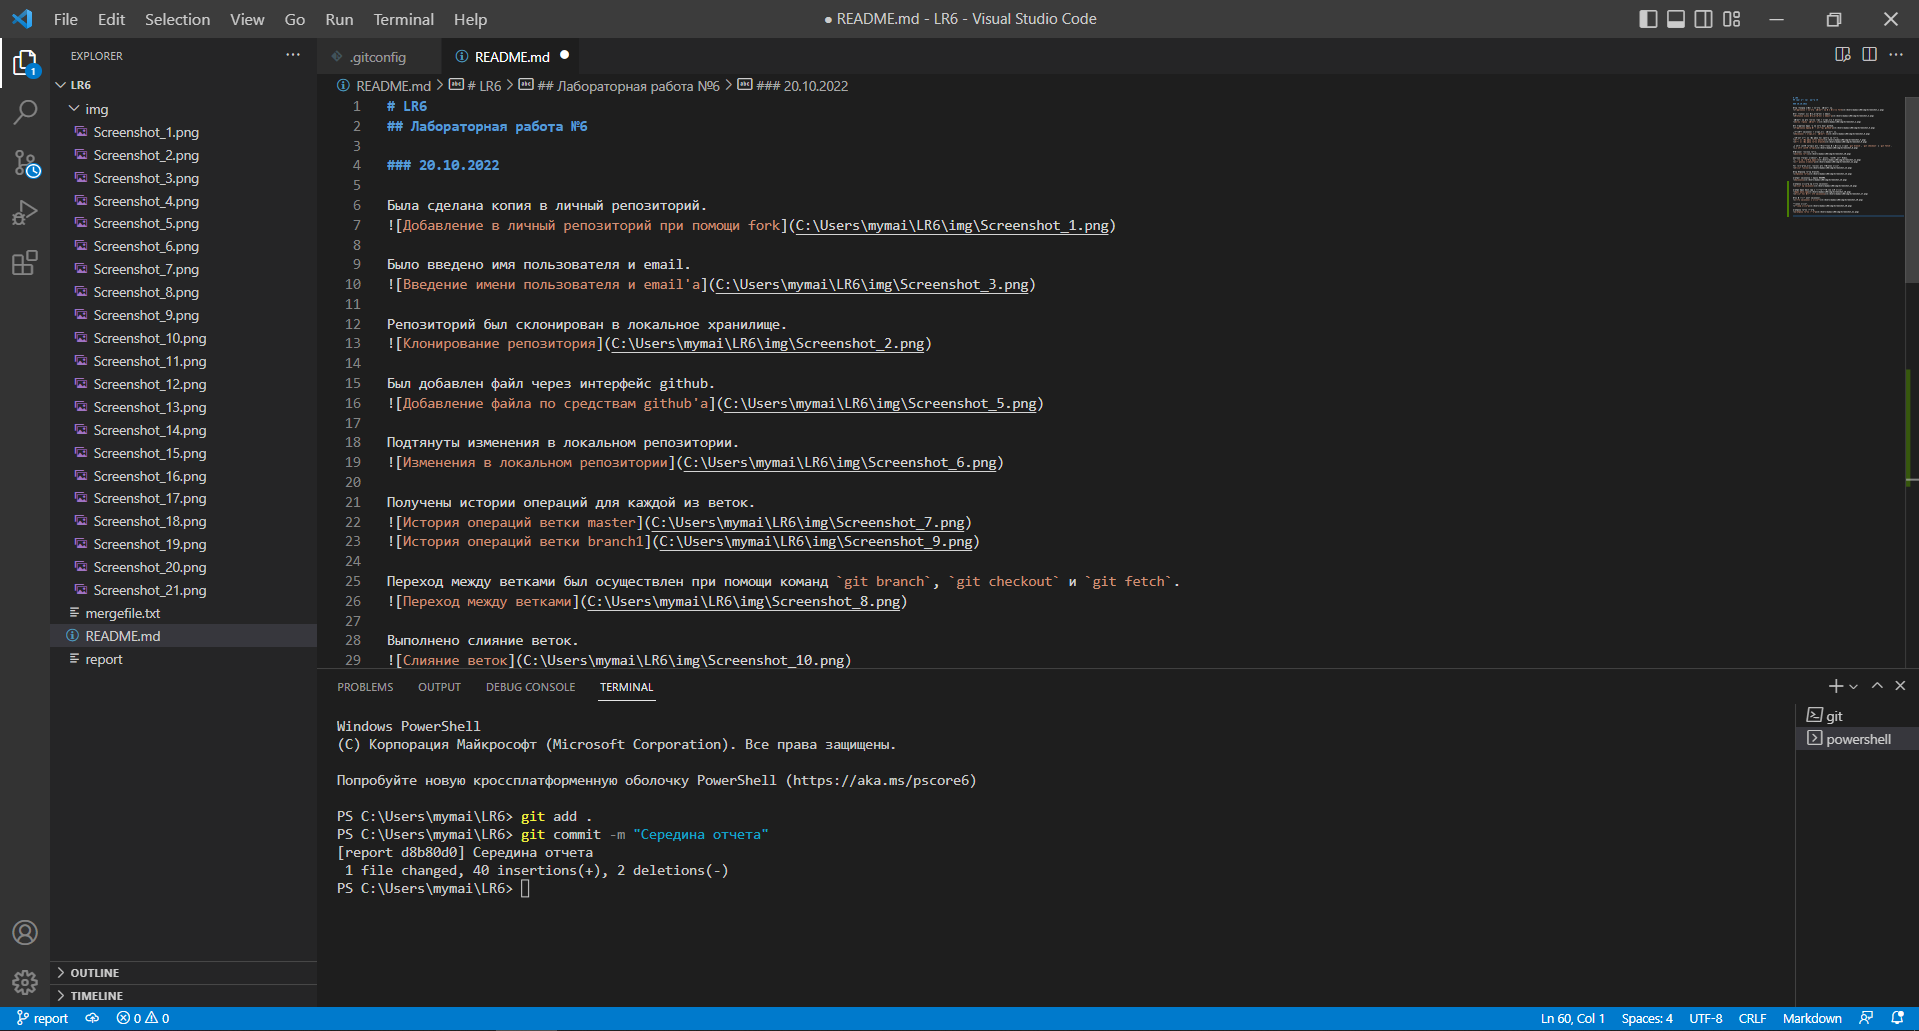 File Edit Selection View Go Run Terminal Help
● README.md - LR6 - Visual Studio Code
EXPLORER
LR6
img
Screenshot_1.png
Screenshot_2.png
Screenshot_3.png
Screenshot_4.png
Screenshot_5.png
Screenshot_6.png
Screenshot_7.png
Screenshot_8.png
Screenshot_9.png
Screenshot_10.png
Screenshot_11.png
Screenshot_12.png
Screenshot_13.png
Screenshot_14.png
Screenshot_15.png
Screenshot_16.png
Screenshot_17.png
Screenshot_18.png
Screenshot_19.png
Screenshot_20.png
Screenshot_21.png
mergefile.txt
README.md
report
OUTLINE
TIMELINE
.gitconfig README.md
README.md > # LR6 > ## Лабораторная работа №6 > ### 20.10.2022
1 # LR6
2 ## Лабораторная работа №6
3
4 ### 20.10.2022
5
6 Была сделана копия в личный репозиторий.
7 ![Добавление в личный репозиторий при помощи fork](C:\Users\mymai\LR6\img\Screenshot_1.png)
8
9 Было введено имя пользователя и email.
10 ![Введение имени пользователя и email'a](C:\Users\mymai\LR6\img\Screenshot_3.png)
11
12 Репозиторий был склонирован в локальное хранилище.
13 ![Клонирование репозитория](C:\Users\mymai\LR6\img\Screenshot_2.png)
14
15 Был добавлен файл через интерфейс github.
16 ![Добавление файла по средствам github'a](C:\Users\mymai\LR6\img\Screenshot_5.png)
17
18 Подтянуты изменения в локальном репозитории.
19 ![Изменения в локальном репозитории](C:\Users\mymai\LR6\img\Screenshot_6.png)
20
21 Получены истории операций для каждой из веток.
22 ![История операций ветки master](C:\Users\mymai\LR6\img\Screenshot_7.png)
23 ![История операций ветки branch1](C:\Users\mymai\LR6\img\Screenshot_9.png)
24
25 Переход между ветками был осуществлен при помощи команд `git branch`, `git checkout` и `git fetch`.
26 ![Переход между ветками](C:\Users\mymai\LR6\img\Screenshot_8.png)
27
28 Выполнено слияние веток.
29 ![Слияние веток](C:\Users\mymai\LR6\img\Screenshot_10.png)
PROBLEMS OUTPUT DEBUG CONSOLE TERMINAL
Windows PowerShell
(C) Корпорация Майкрософт (Microsoft Corporation). Все права защищены.
Попробуйте новую кроссплатформенную оболочку PowerShell (https://aka.ms/pscore6)
PS C:\Users\mymai\LR6> git add .
PS C:\Users\mymai\LR6> git commit -m "Середина отчета"
[report d8b80d0] Середина отчета
1 file changed, 40 insertions(+), 2 deletions(-)
PS C:\Users\mymai\LR6>
git
powershell
1
report 0 0
Ln 60, Col 1 Spaces: 4 UTF-8 CRLF Markdown